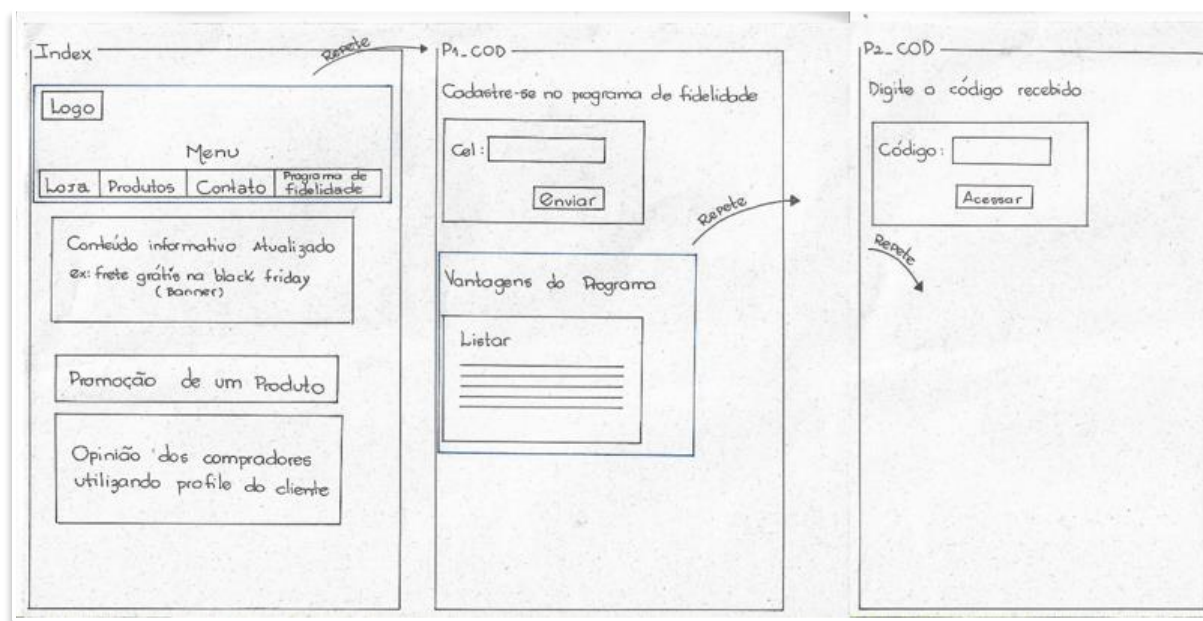 Index
Repete
Logo
Menu
Loja
Produtos
Contato
Programa de
fidelidade
Conteúdo informativo Atualizado
ex: frete grátis na black friday
(Banner)
Promoção de um Produto
Opinião dos compradores
utilizando profile do cliente
P1_COD
Cadastre-se no programa de fidelidade
Cel:
Enviar
Repete
Vantagens do Programa
Listar
P2_COD
Digite o código recebido
Código:
Acessar
Repete